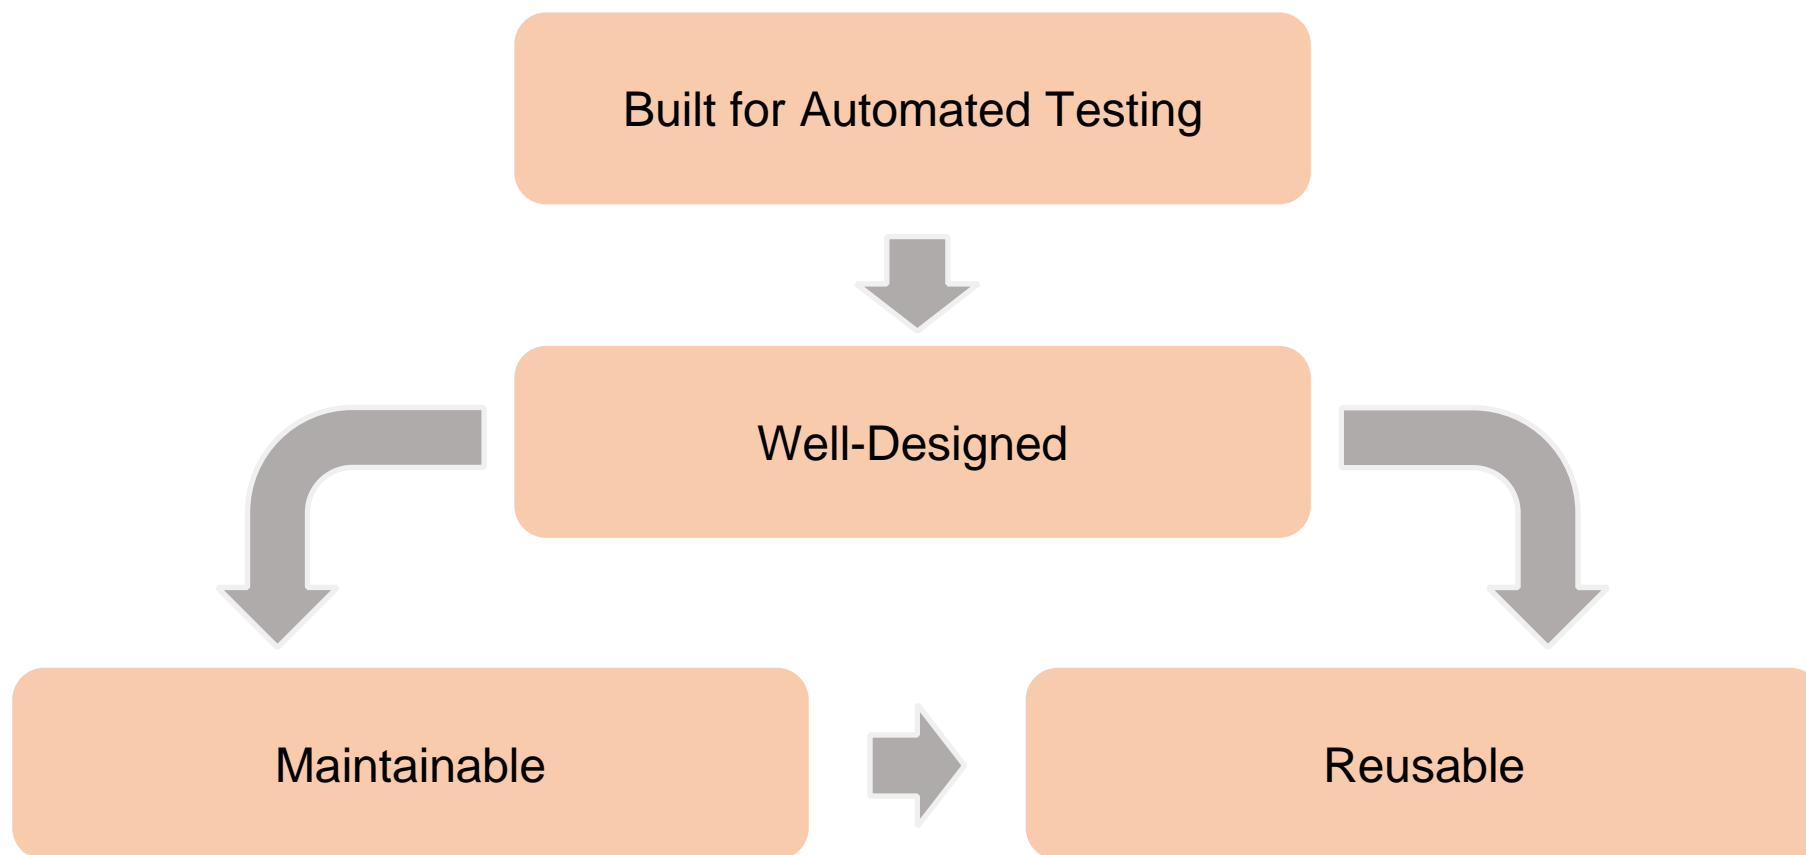 Built for Automated Testing
Well-Designed
Maintainable
Reusable